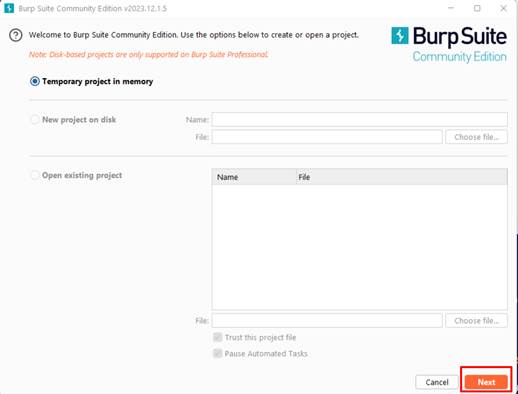 Burp Suite Community Edition v2023.12.1.5
Welcome to Burp Suite Community Edition. Use the options below to create or open a project.
Note: Disk-based projects are only supported on Burp Suite Professional.
Burp Suite
Community Edition
Temporary project in memory
New project on disk
Name:
File:
Choose file...
Open existing project
Name
File
File:
Choose file...
Trust this project file
Pause Automated Tasks
Cancel
Next